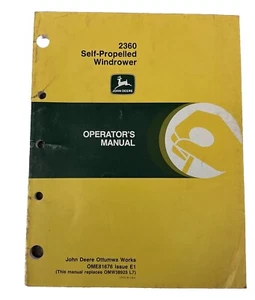 2360
Self-Propelled
Windrower
JOHN DEERE
OPERATOR'S
MANUAL
John Deere Ottumwa Works
OME81676 Issue E1
(This manual replaces OMW38925 L7)